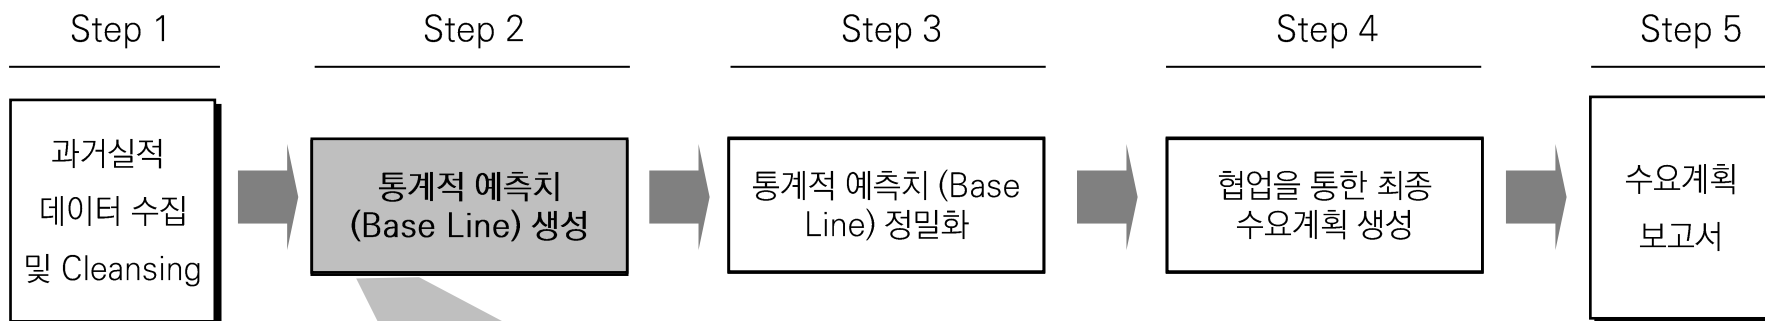 Step 1
Step 2
Step 3
Step 4
Step 5
과거실적
데이터 수집
및 Cleansing
통계적 예측치
(Base Line) 생성
통계적 예측치 (Base
Line) 정밀화
협업을 통한 최종
수요계획 생성
수요계획
보고서